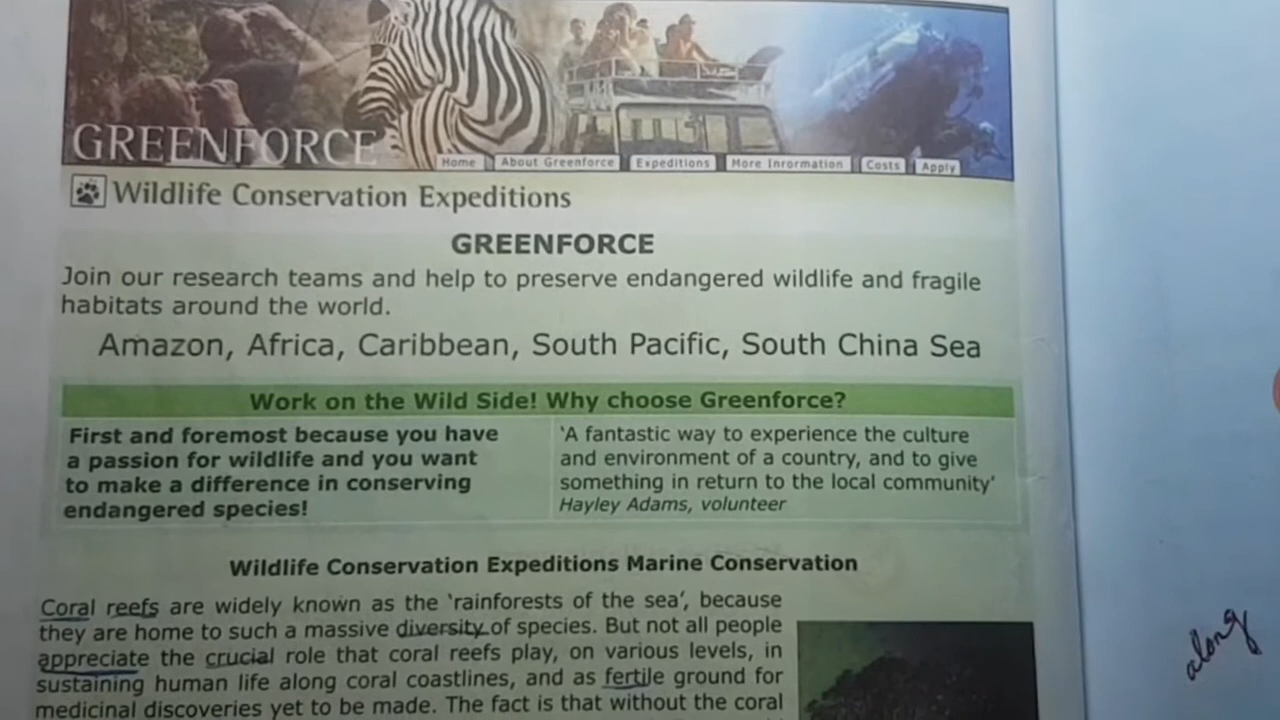 GREENFORCE
Home About Greenforce Expeditions More Inrormation Costs Apply
Wildlife Conservation Expeditions
GREENFORCE
Join our research teams and help to preserve endangered wildlife and fragile
habitats around the world.
Amazon, Africa, Caribbean, South Pacific, South China Sea
Work on the Wild Side! Why choose Greenforce?
First and foremost because you have
a passion for wildlife and you want
to make a difference in conserving
endangered species!
‘A fantastic way to experience the culture
and environment of a country, and to give
something in return to the local community’
Hayley Adams, volunteer
Wildlife Conservation Expeditions Marine Conservation
Coral reefs are widely known as the ‘rainforests of the sea’, because
they are home to such a massive diversity of species. But not all people
appreciate the crucial role that coral reefs play, on various levels, in
sustaining human life along coral coastlines, and as fertile ground for
medicinal discoveries yet to be made. The fact is that without the coral
along